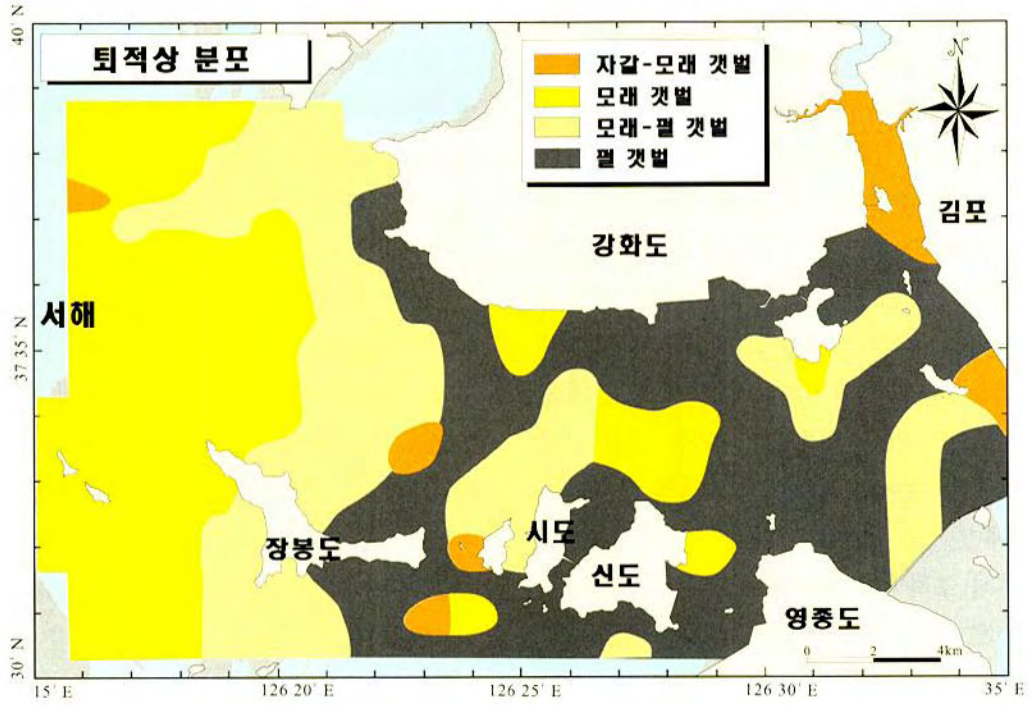 40' N
퇴적상 분포
자갈-모래 갯벌
모래 갯벌
모래-펄 갯벌
펄 갯벌
N
김포
강화도
서해
37 35' N
장봉도
시도
신도
영종도
0 2 4km
30' N
15' E
126 20' E
126 25' E
126 30' E
35' E